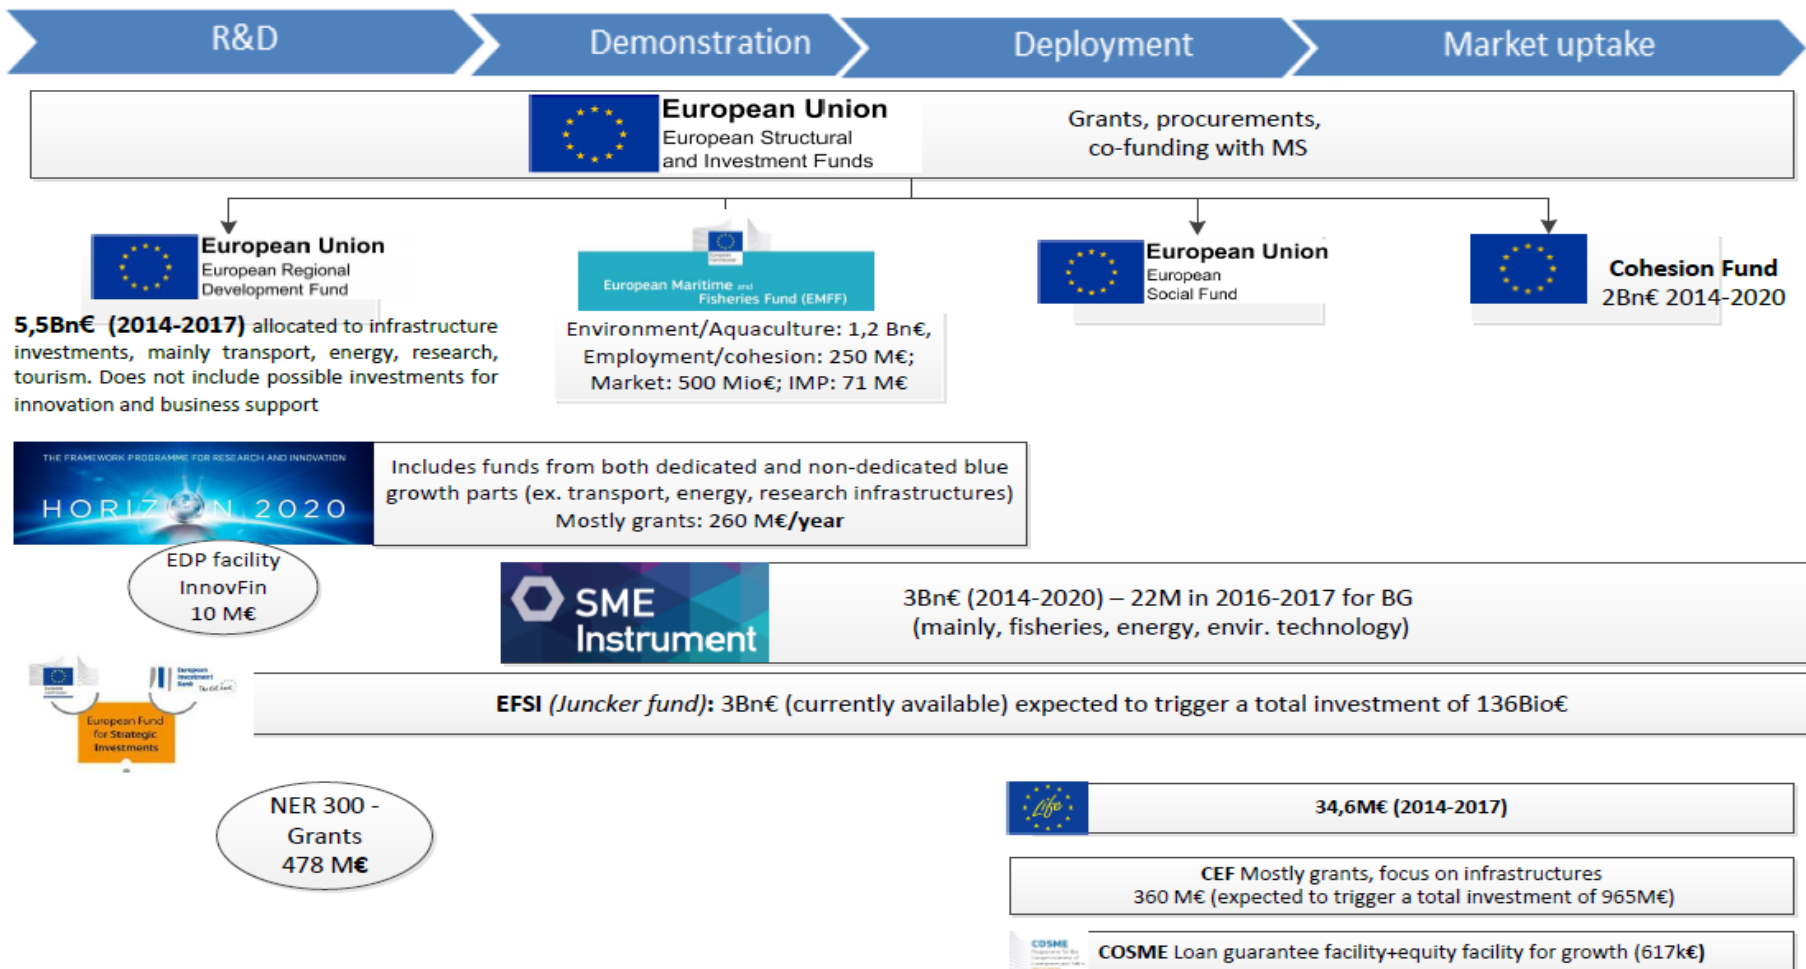 R&D
Demonstration
Deployment
Market uptake
European Union
European Structural
and Investment Funds
Grants, procurements,
co-funding with MS
European Union
European Regional
Development Fund
European Maritime and
Fisheries Fund (EMFF)
European Union
European
Social Fund
Cohesion Fund
2Bn€ 2014-2020
5,5Bn€ (2014-2017) allocated to infrastructure
investments, mainly transport, energy, research,
tourism. Does not include possible investments for
innovation and business support
Environment/Aquaculture: 1,2 Bn€,
Employment/cohesion: 250 M€;
Market: 500 Mio€; IMP: 71 M€
THE FRAMEWORK PROGRAMME FOR RESEARCH AND INNOVATION
HORIZON 2020
Includes funds from both dedicated and non-dedicated blue
growth parts (ex. transport, energy, research infrastructures)
Mostly grants: 260 M€/year
EDP facility
InnovFin
10 M€
SME
Instrument
3Bn€ (2014-2020) – 22M in 2016-2017 for BG
(mainly, fisheries, energy, envir. technology)
European
Investment
Bank
European Fund
for Strategic
Investments
EFSI (Juncker fund): 3Bn€ (currently available) expected to trigger a total investment of 136Bio€
NER 300 -
Grants
478 M€
Life
34,6M€ (2014-2017)
CEF Mostly grants, focus on infrastructures
360 M€ (expected to trigger a total investment of 965M€)
COSME
COSME Loan guarantee facility+equity facility for growth (617k€)